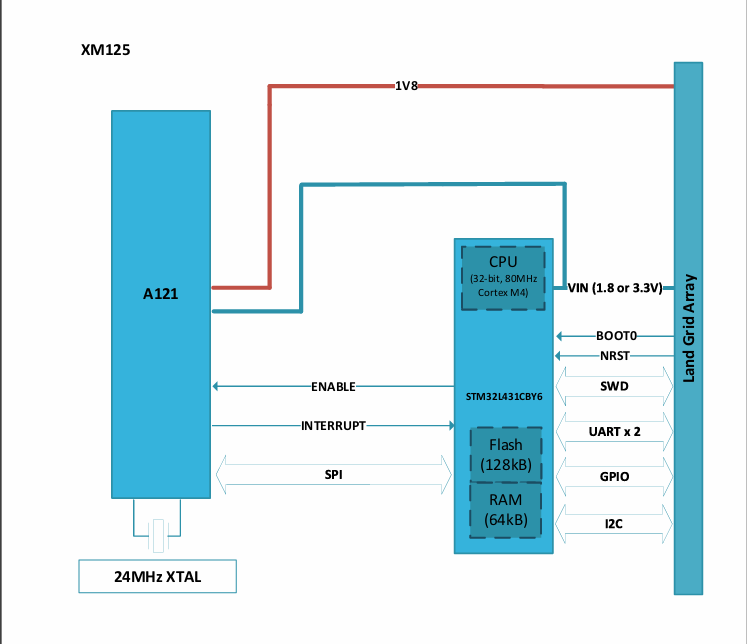 XM125
1V8
A121
CPU
(32-bit, 80MHz
Cortex M4)
VIN (1.8 or 3.3V)
BOOT0
NRST
ENABLE
SWD
STM32L431CBY6
INTERRUPT
UART x 2
Flash
(128kB)
SPI
GPIO
RAM
(64kB)
I2C
Land Grid Array
24MHz XTAL